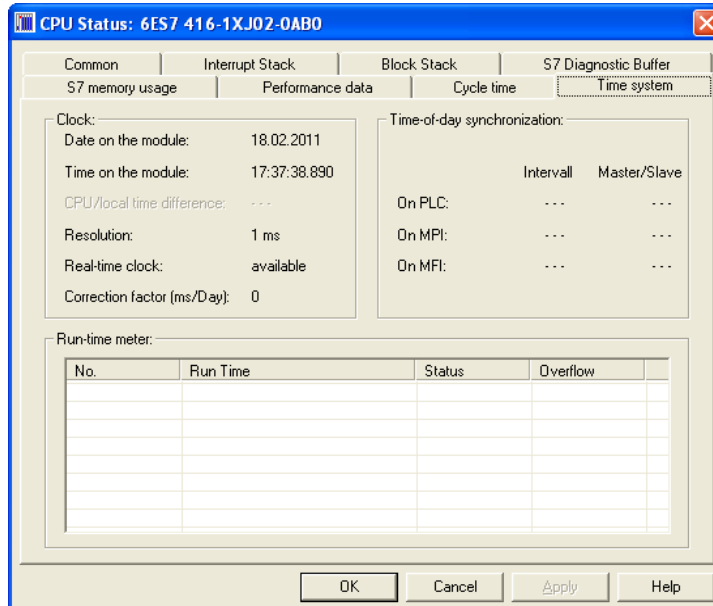 CPU Status: 6ES7 416-1XJ02-0AB0
Common Interrupt Stack Block Stack S7 Diagnostic Buffer
S7 memory usage Performance data Cycle time Time system
Clock:
Date on the module: 18.02.2011
Time on the module: 17:37:38.890
CPU/local time difference: - - -
Resolution: 1 ms
Real-time clock: available
Correction factor (ms/Day): 0
Time-of-day synchronization:
Intervall Master/Slave
On PLC: - - - - - -
On MPI: - - - - - -
On MFI: - - - - - -
Run-time meter:
No. Run Time Status Overflow
OK Cancel Apply Help